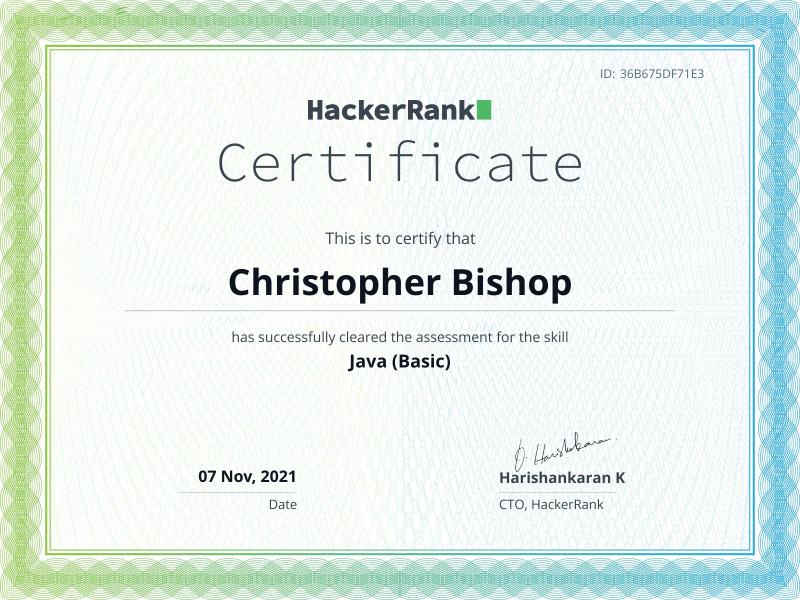 ID: 36B675DF71E3
HackerRank
Certificate
This is to certify that
Christopher Bishop
has successfully cleared the assessment for the skill
Java (Basic)
07 Nov, 2021
Date
Harishankaran K
CTO, HackerRank